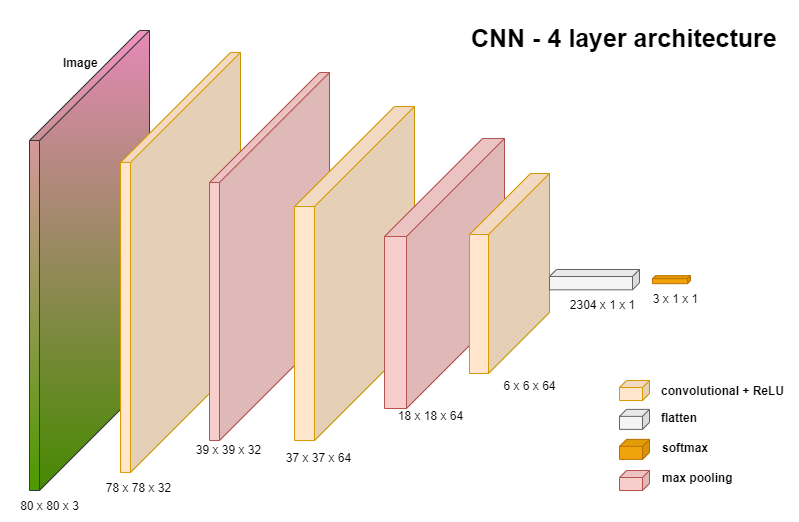 CNN - 4 layer architecture
Image
80 x 80 x 3
78 x 78 x 32
39 x 39 x 32
37 x 37 x 64
18 x 18 x 64
6 x 6 x 64
2304 x 1 x 1
3 x 1 x 1
convolutional + ReLU
flatten
softmax
max pooling